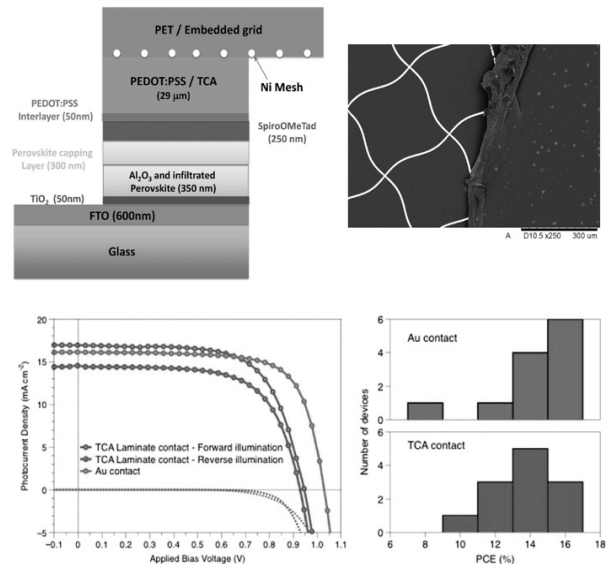 PET / Embedded grid
PEDOT:PSS / TCA
(29 μm)
Ni Mesh
PEDOT:PSS
Interlayer (50nm)
SpiroOMeTad
(250 nm)
Perovskite capping
Layer (300 nm)
Al₂O₃ and infiltrated
Perovskite (350 nm)
TiO₂ (50nm)
FTO (600nm)
Glass
A D10.5 x250 300 um
Photocurrent Density (mA.cm⁻²)
20
15
10
5
0
-5
TCA Laminate contact - Forward illumination
TCA Laminate contact - Reverse illumination
Au contact
-0.1 0 0.1 0.2 0.3 0.4 0.5 0.6 0.7 0.8 0.9 1.0 1.1
Applied Bias Voltage (V)
Number of devices
6
4
2
0
Au contact
6
4
2
0
TCA contact
6 8 10 12 14 16 18
PCE (%)